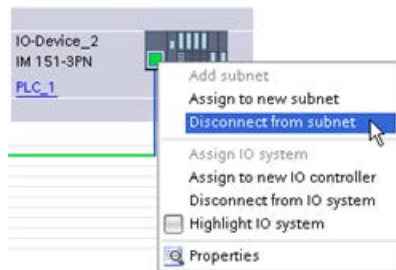 IO-Device_2
IM 151-3PN
PLC_1
Add subnet
Assign to new subnet
Disconnect from subnet
Assign IO system
Assign to new IO controller
Disconnect from IO system
Highlight IO system
Properties